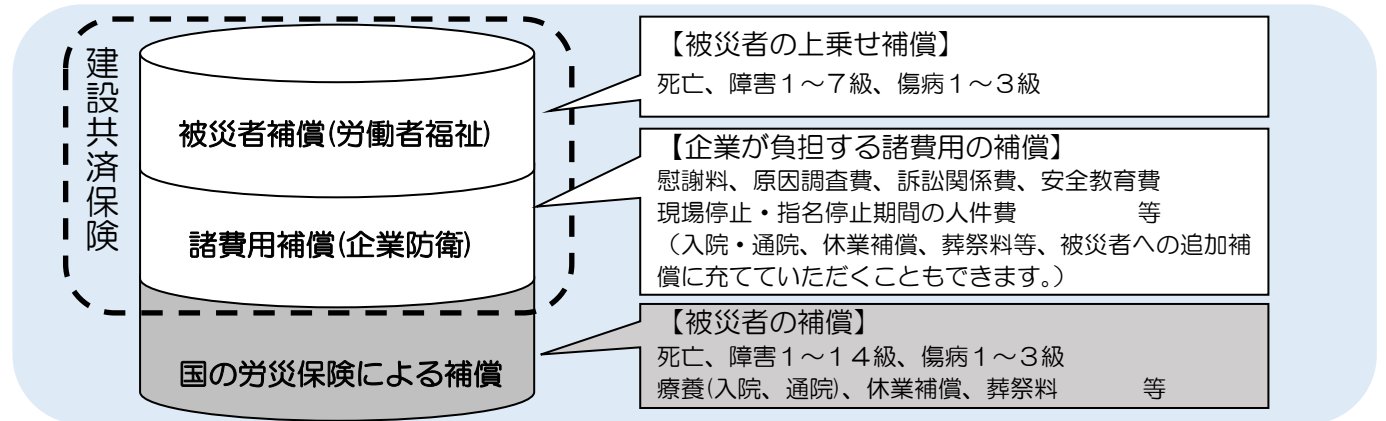 建設共済保険
被災者補償(労働者福祉)
諸費用補償(企業防衛)
国の労災保険による補償
【被災者の上乗せ補償】
死亡、障害１～７級、傷病１～３級
【企業が負担する諸費用の補償】
慰謝料、原因調査費、訴訟関係費、安全教育費
現場停止・指名停止期間の人件費　　　　　　等
（入院・通院、休業補償、葬祭料等、被災者への追加補
償に充てていただくこともできます。）
【被災者の補償】
死亡、障害１～１４級、傷病１～３級
療養(入院、通院)、休業補償、葬祭料　　　　等